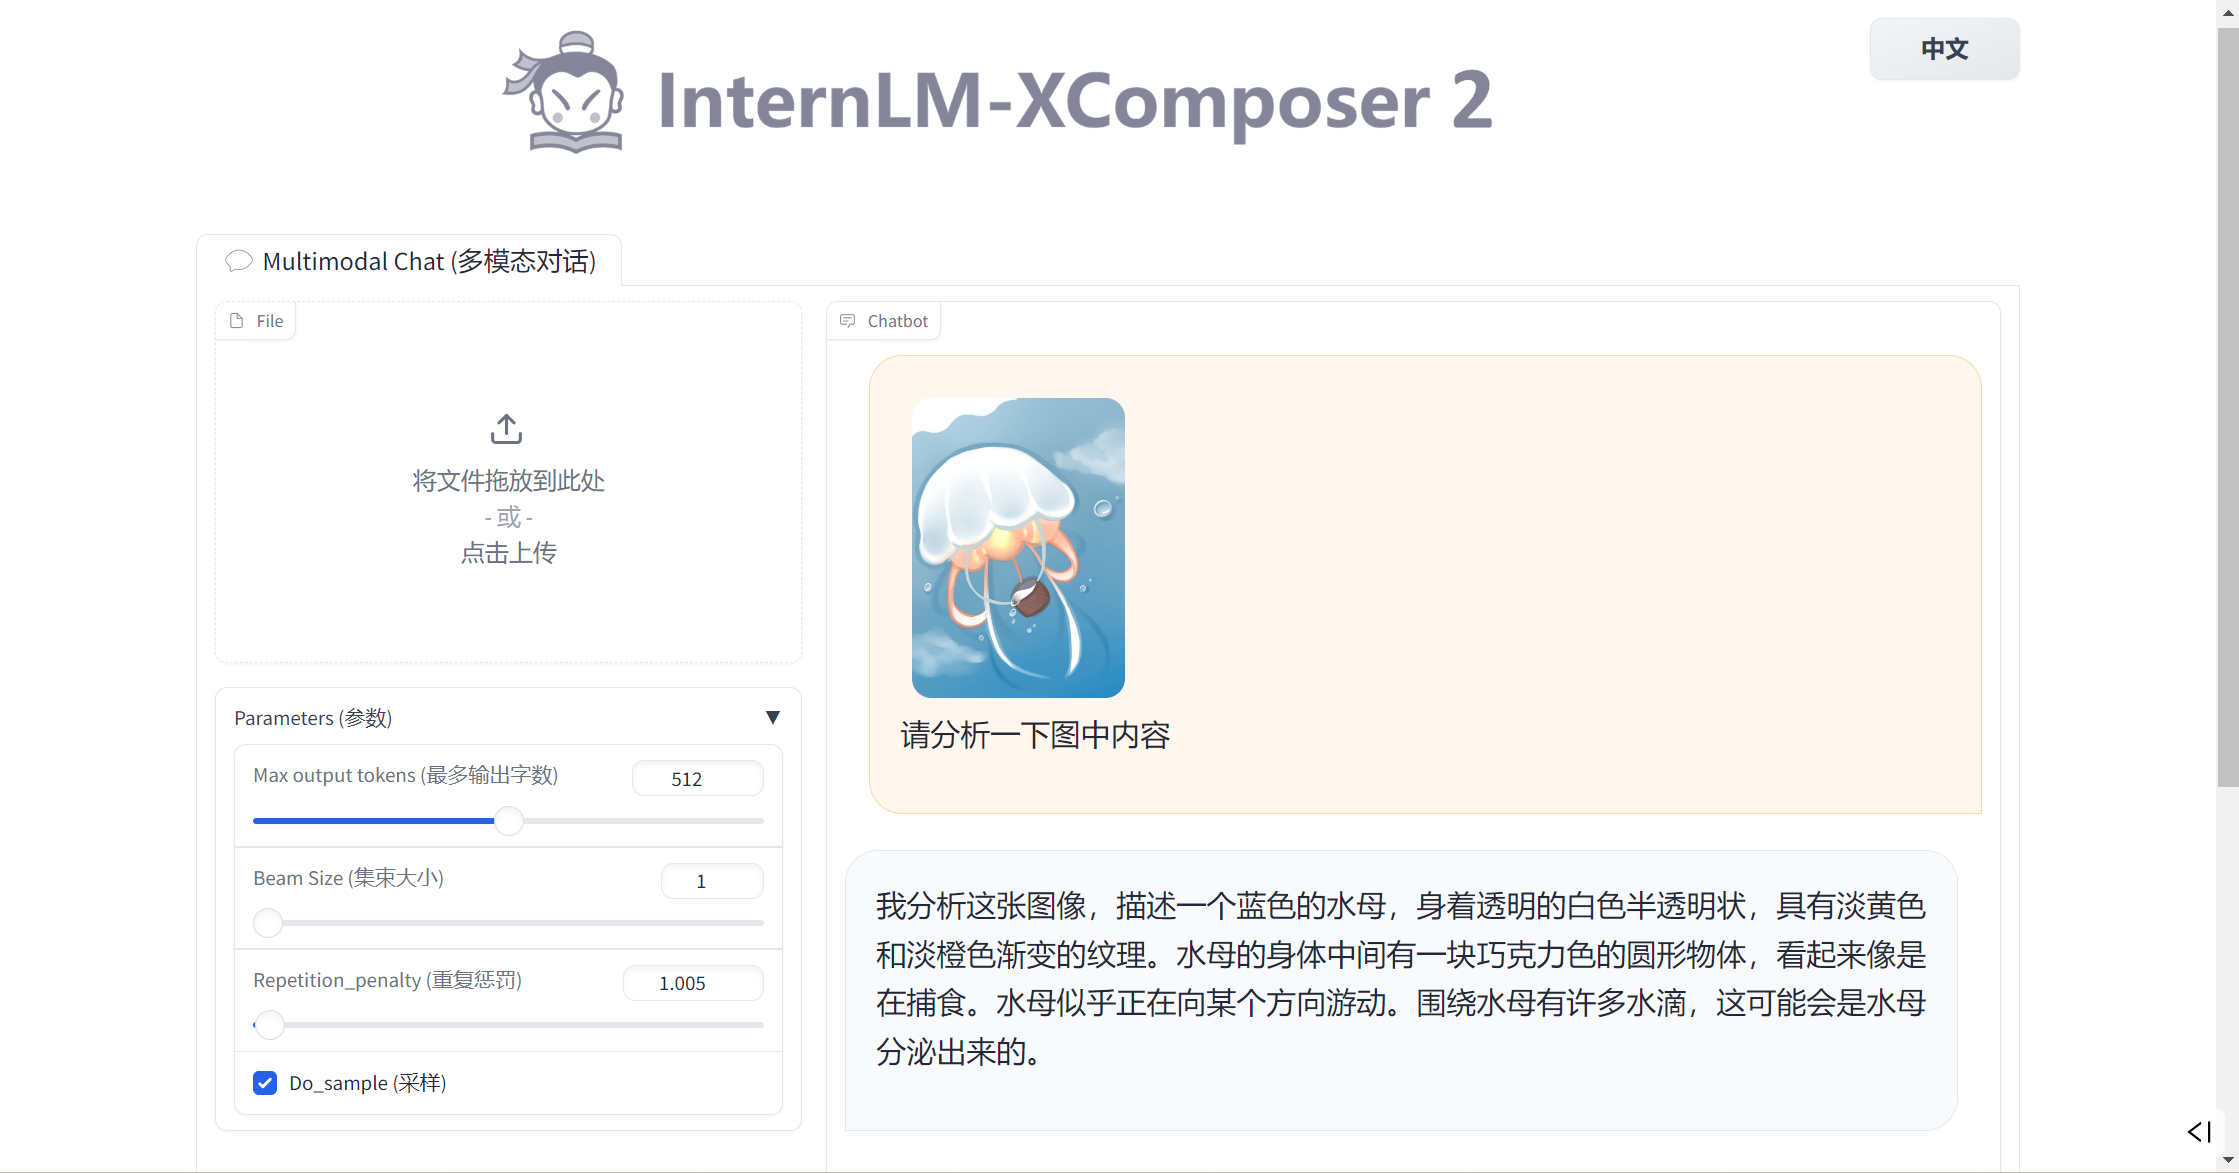 InternLM-XComposer 2
中文
Multimodal Chat (多模态对话)
File
将文件拖放到此处
- 或 -
点击上传
Parameters (参数)
▼
Max output tokens (最多输出字数)
512
Beam Size (集束大小)
1
Repetition_penalty (重复惩罚)
1.005
Do_sample (采样)
Chatbot
请分析一下图中内容
我分析这张图像，描述一个蓝色的水母，身着透明的白色半透明状，具有淡黄色
和淡橙色渐变的纹理。水母的身体中间有一块巧克力色的圆形物体，看起来像是
在捕食。水母似乎正在向某个方向游动。围绕水母有许多水滴，这可能会是水母
分泌出来的。